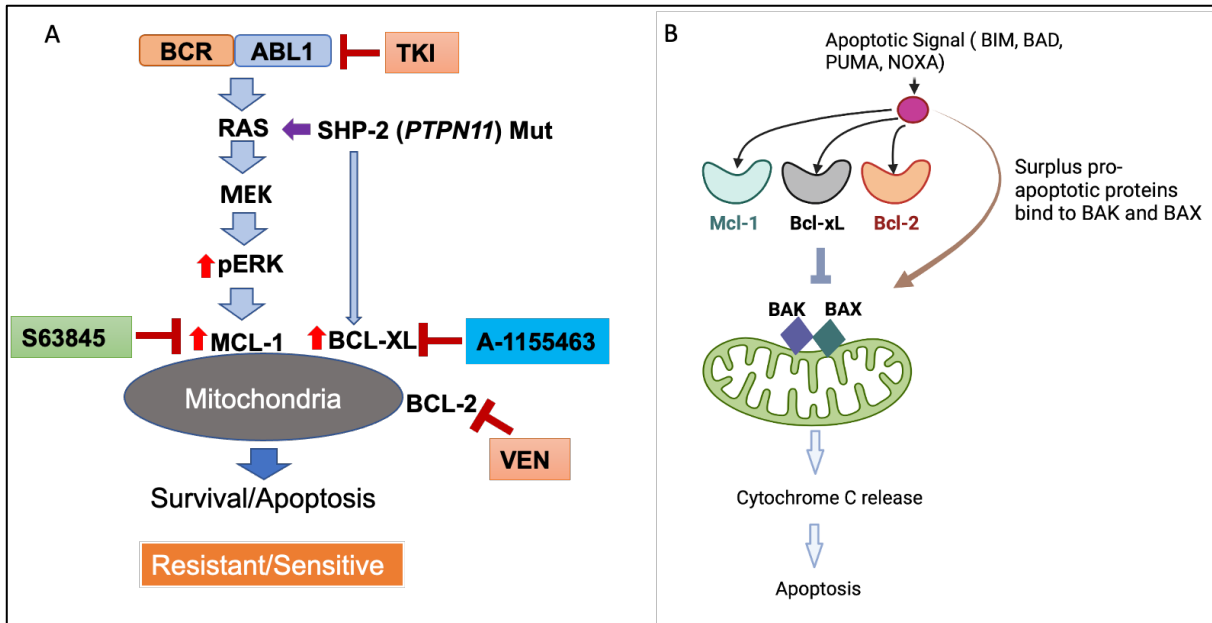 A
BCR
ABL1
TKI
RAS
SHP-2 (PTPN11) Mut
MEK
pERK
S63845
MCL-1
BCL-XL
A-1155463
Mitochondria
BCL-2
VEN
Survival/Apoptosis
Resistant/Sensitive
B
Apoptotic Signal ( BIM, BAD,
PUMA, NOXA)
Surplus pro-
apoptotic proteins
bind to BAK and BAX
Mcl-1
Bcl-xL
Bcl-2
BAK
BAX
Cytochrome C release
Apoptosis